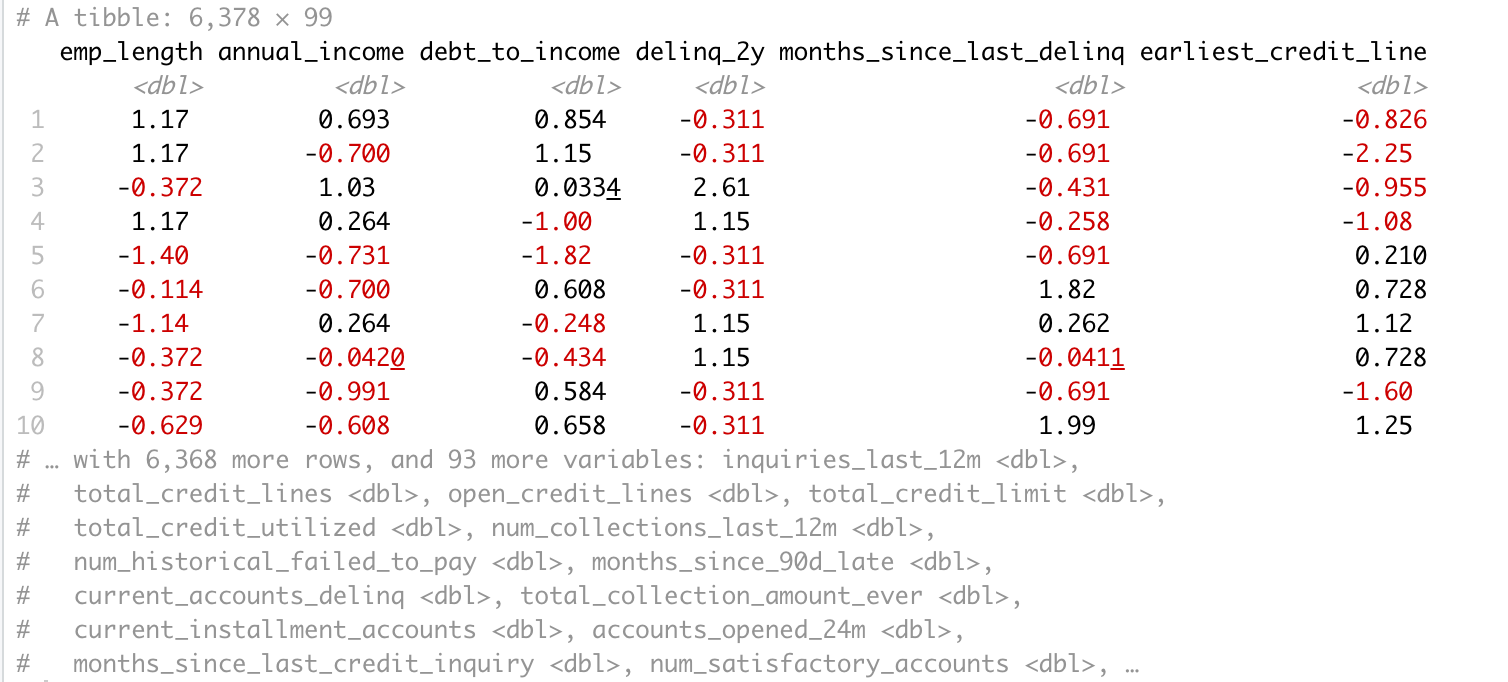 # A tibble: 6,378 × 99
emp_length annual_income debt_to_income delinq_2y months_since_last_delinq earliest_credit_line
<dbl> <dbl> <dbl> <dbl> <dbl> <dbl>
1 1.17 0.693 0.854 -0.311 -0.691 -0.826
2 1.17 -0.700 1.15 -0.311 -0.691 -2.25
3 -0.372 1.03 0.0334 2.61 -0.431 -0.955
4 1.17 0.264 -1.00 1.15 -0.258 -1.08
5 -1.40 -0.731 -1.82 -0.311 -0.691 0.210
6 -0.114 -0.700 0.608 -0.311 1.82 0.728
7 -1.14 0.264 -0.248 1.15 0.262 1.12
8 -0.372 -0.0420 -0.434 1.15 -0.0411 0.728
9 -0.372 -0.991 0.584 -0.311 -0.691 -1.60
10 -0.629 -0.608 0.658 -0.311 1.99 1.25
# … with 6,368 more rows, and 93 more variables: inquiries_last_12m <dbl>,
# total_credit_lines <dbl>, open_credit_lines <dbl>, total_credit_limit <dbl>,
# total_credit_utilized <dbl>, num_collections_last_12m <dbl>,
# num_historical_failed_to_pay <dbl>, months_since_90d_late <dbl>,
# current_accounts_delinq <dbl>, total_collection_amount_ever <dbl>,
# current_installment_accounts <dbl>, accounts_opened_24m <dbl>,
# months_since_last_credit_inquiry <dbl>, num_satisfactory_accounts <dbl>, …